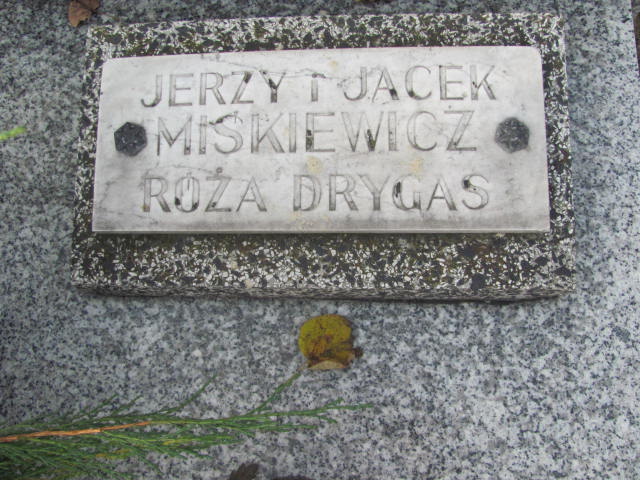 JERZY I JACEK
MIŚKIEWICZ
RÓŻA DRYGAS